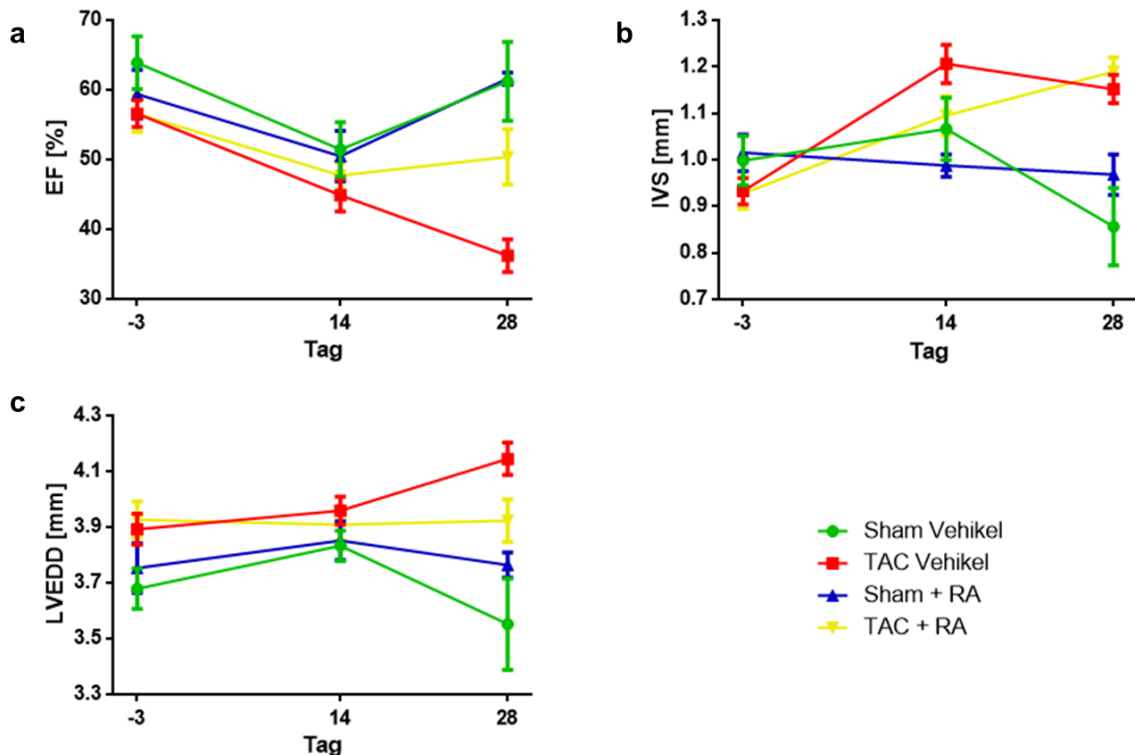 a
70
60
50
40
30
EF [%]
-3
14
28
Tag
b
1.3
1.2
1.1
1.0
0.9
0.8
0.7
IVS [mm]
-3
14
28
Tag
c
4.3
4.1
3.9
3.7
3.5
3.3
LVEDD [mm]
-3
14
28
Tag
Sham Vehikel
TAC Vehikel
Sham + RA
TAC + RA